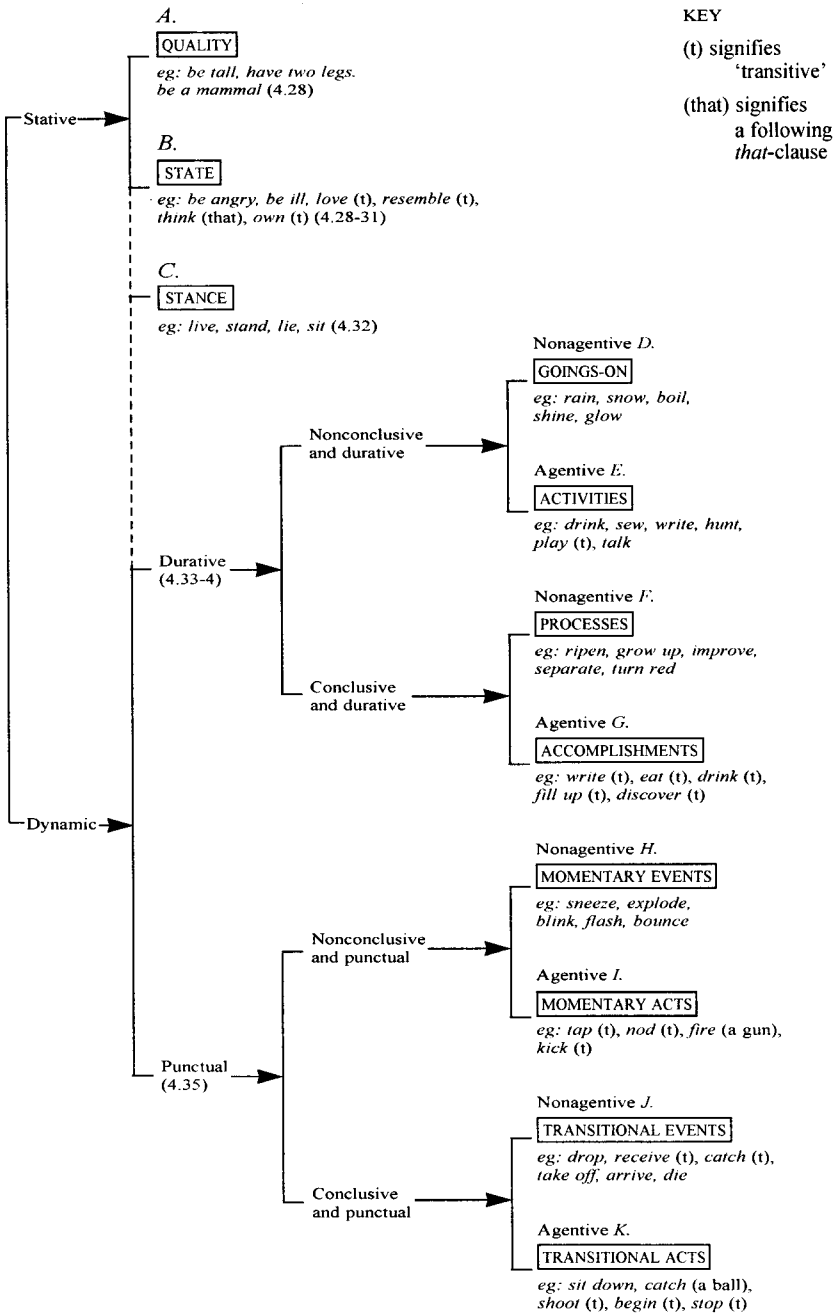 A.
QUALITY
eg: be tall, have two legs.
be a mammal (4.28)
KEY
(t) signifies
'transitive'
(that) signifies
a following
that-clause
Stative
B.
STATE
eg: be angry, be ill, love (t), resemble (t),
think (that), own (t) (4.28-31)
C.
STANCE
eg: live, stand, lie, sit (4.32)
Nonagentive D.
GOINGS-ON
eg: rain, snow, boil,
shine, glow
Nonconclusive
and durative
Agentive E.
ACTIVITIES
eg: drink, sew, write, hunt,
play (t), talk
Durative
(4.33-4)
Nonagentive F.
PROCESSES
eg: ripen, grow up, improve,
separate, turn red
Conclusive
and durative
Agentive G.
ACCOMPLISHMENTS
eg: write (t), eat (t), drink (t),
fill up (t), discover (t)
Dynamic
Nonagentive H.
MOMENTARY EVENTS
eg: sneeze, explode,
blink, flash, bounce
Nonconclusive
and punctual
Agentive I.
MOMENTARY ACTS
eg: tap (t), nod (t), fire (a gun),
kick (t)
Punctual
(4.35)
Nonagentive J.
TRANSITIONAL EVENTS
eg: drop, receive (t), catch (t),
take off, arrive, die
Conclusive
and punctual
Agentive K.
TRANSITIONAL ACTS
eg: sit down, catch (a ball),
shoot (t), begin (t), stop (t)